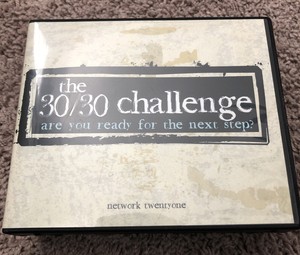 the
30/30 challenge
are you ready for the next step?
network twentyone